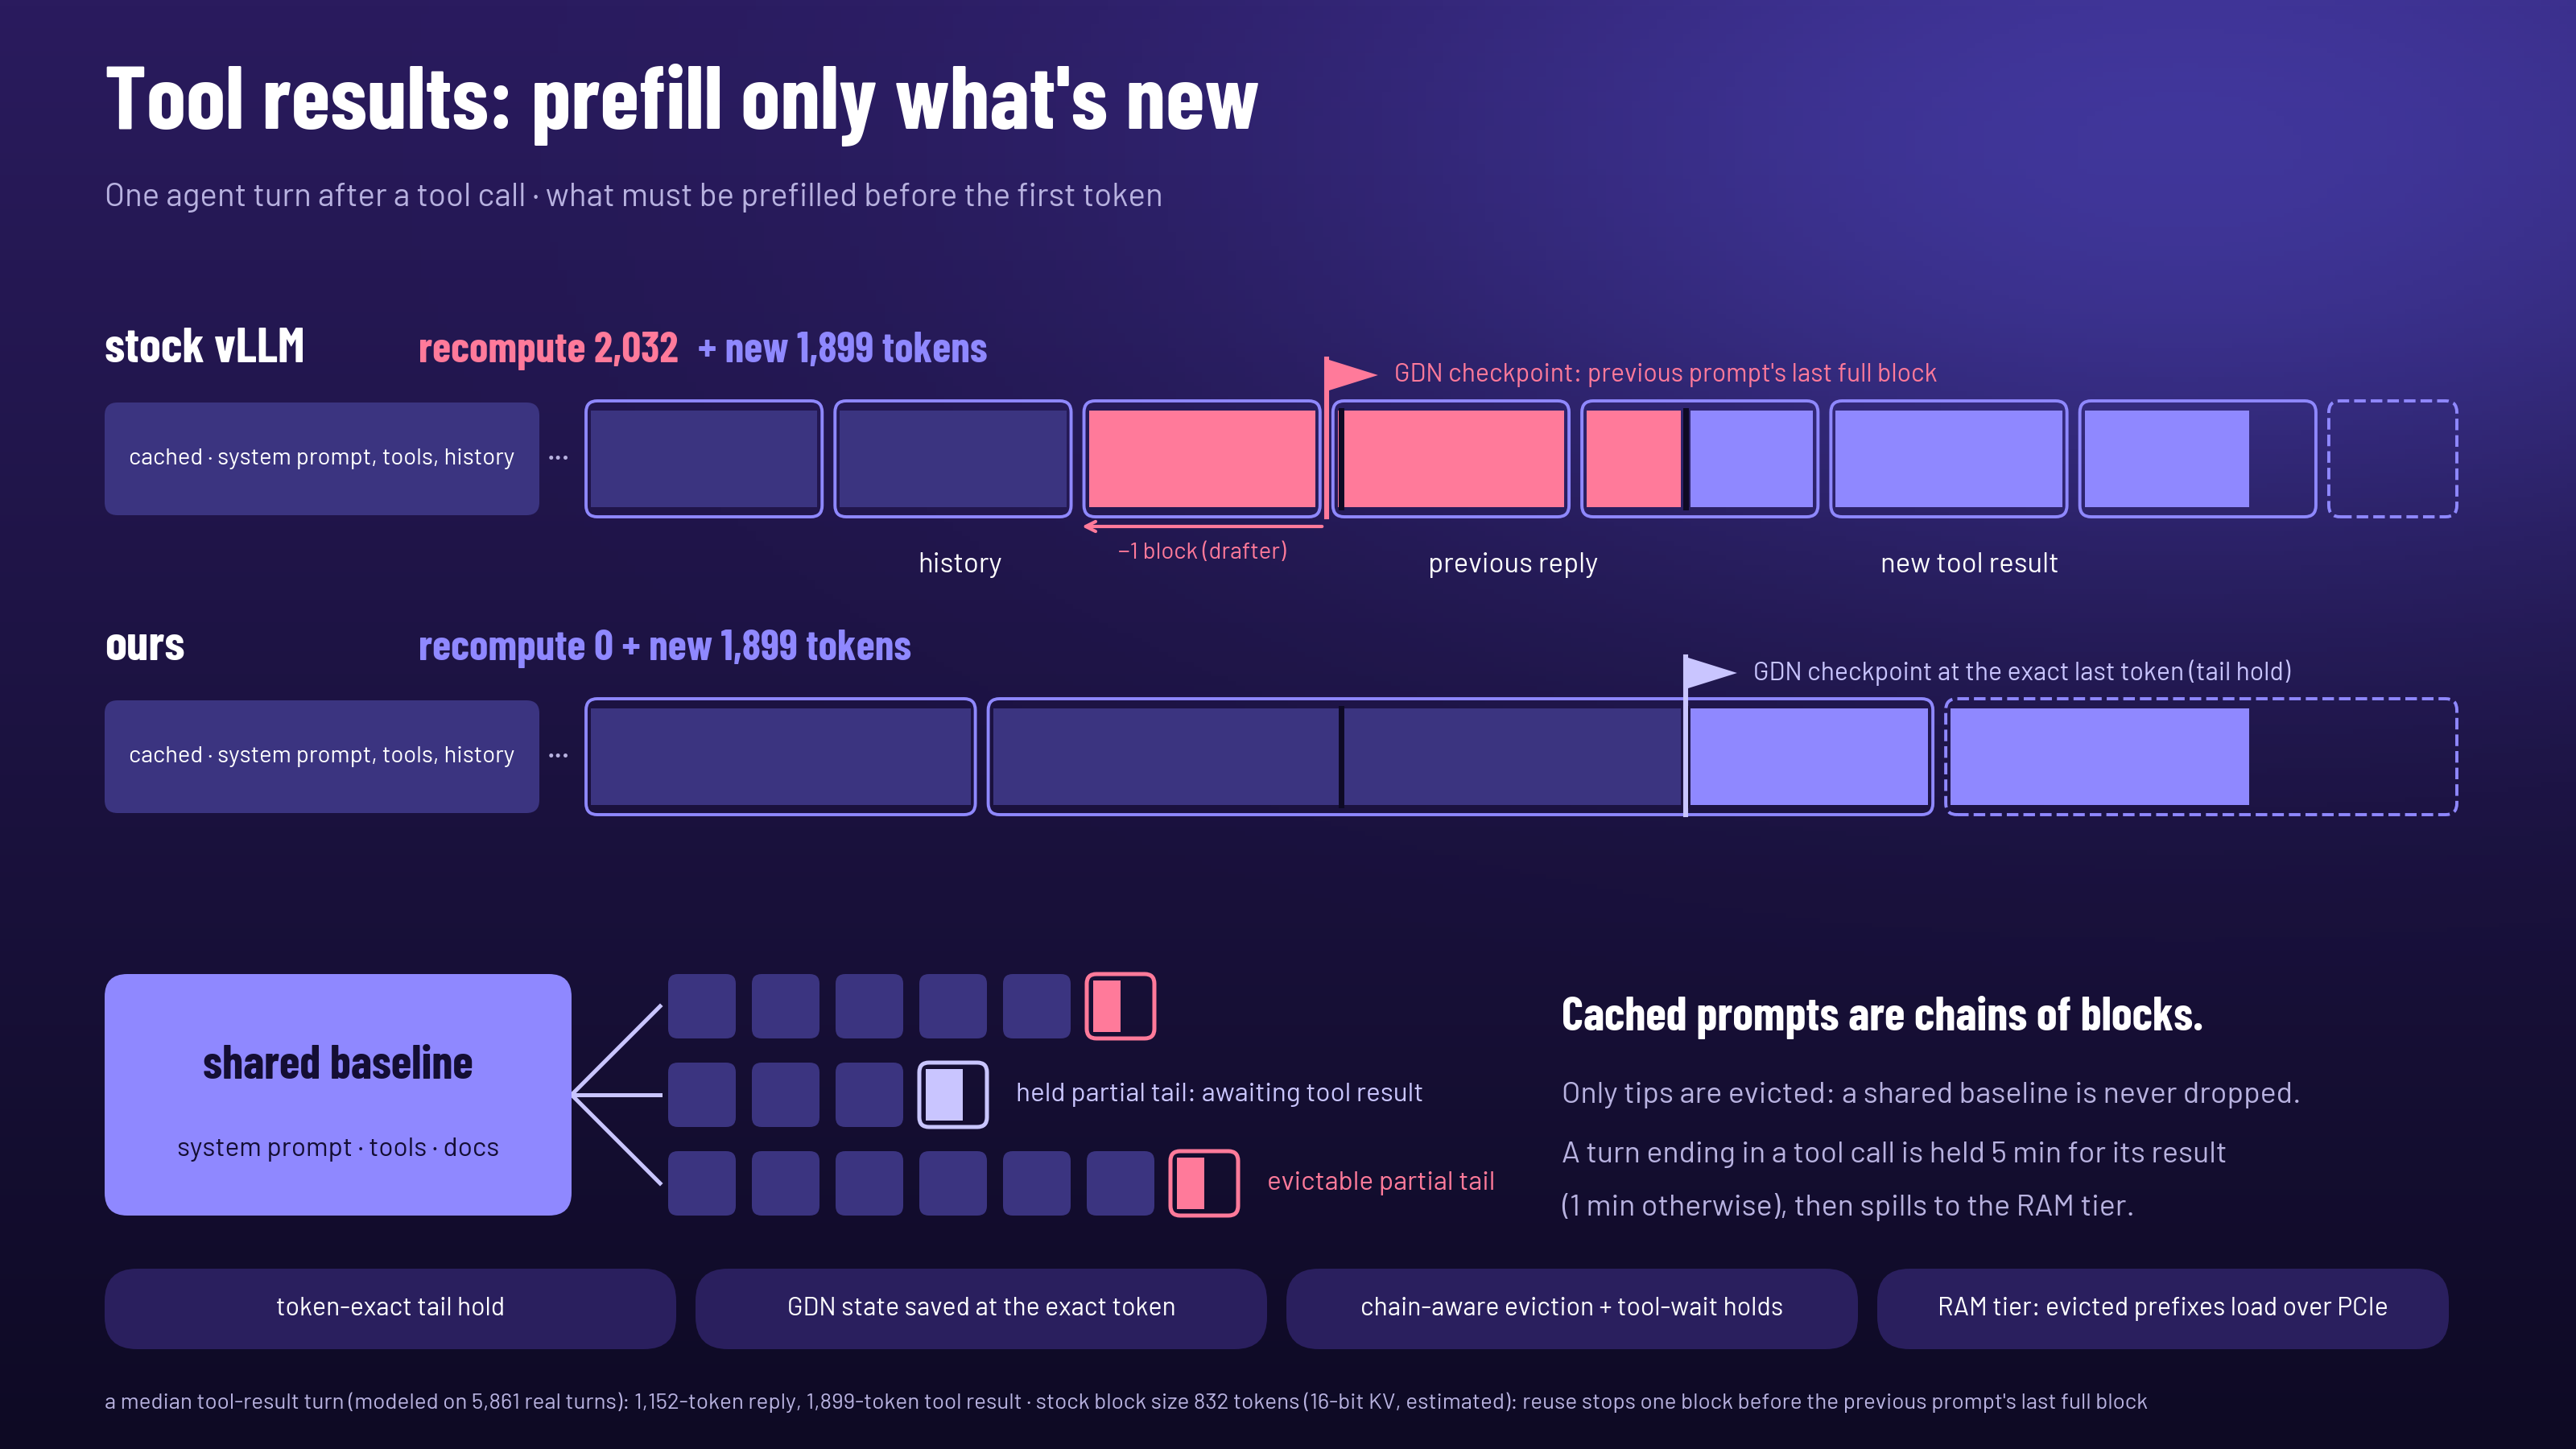 Tool results: prefill only what's new
One agent turn after a tool call · what must be prefilled before the first token
stock vLLM
recompute 2,032 + new 1,899 tokens
GDN checkpoint: previous prompt's last full block
cached · system prompt, tools, history
...
−1 block (drafter)
history
previous reply
new tool result
ours
recompute 0 + new 1,899 tokens
GDN checkpoint at the exact last token (tail hold)
cached · system prompt, tools, history
...
shared baseline
system prompt · tools · docs
held partial tail: awaiting tool result
evictable partial tail
Cached prompts are chains of blocks.
Only tips are evicted: a shared baseline is never dropped.
A turn ending in a tool call is held 5 min for its result
(1 min otherwise), then spills to the RAM tier.
token-exact tail hold
GDN state saved at the exact token
chain-aware eviction + tool-wait holds
RAM tier: evicted prefixes load over PCIe
a median tool-result turn (modeled on 5,861 real turns): 1,152-token reply, 1,899-token tool result · stock block size 832 tokens (16-bit KV, estimated): reuse stops one block before the previous prompt's last full block